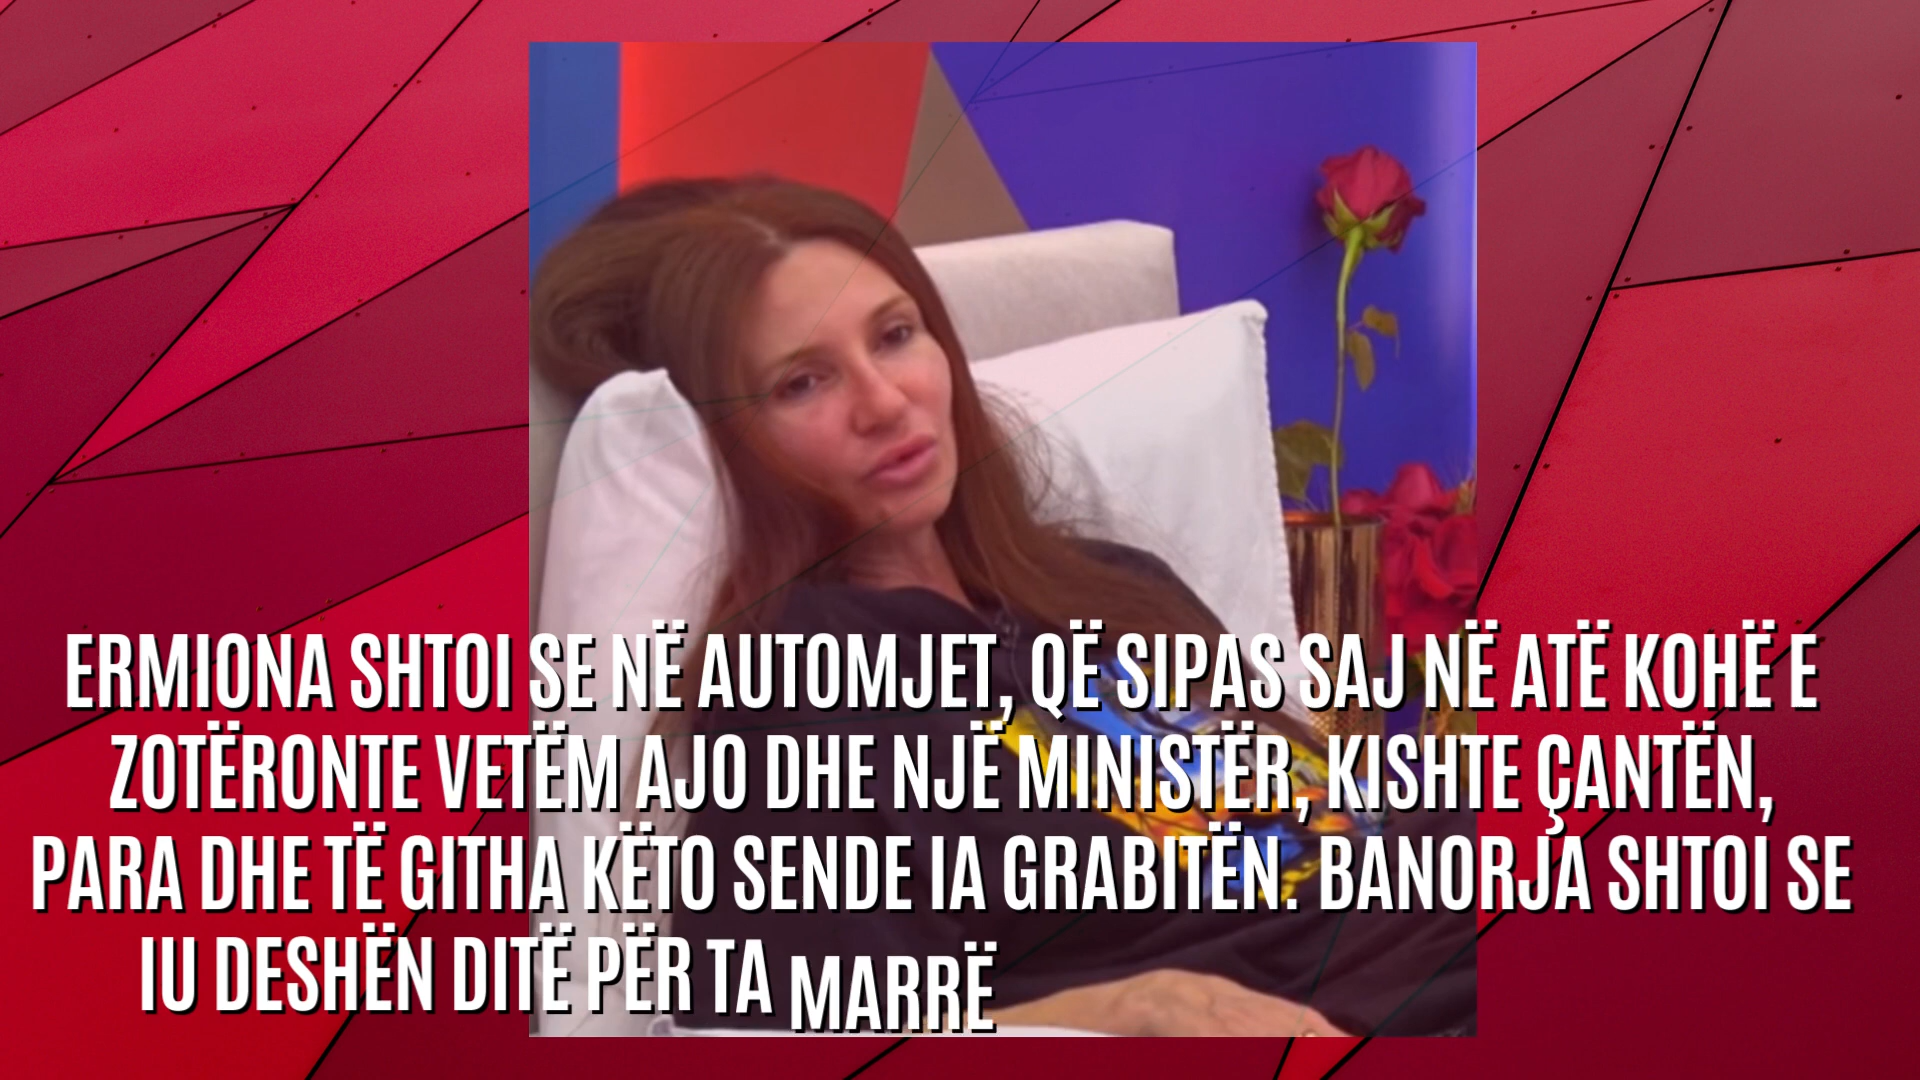 ERMIONA SHTOI SE NË AUTOMJET, QË SIPAS SAJ NË ATË KOHË E
ZOTËRONTE VETËM AJO DHE NJË MINISTËR, KISHTE ÇANTËN,
PARA DHE TË GJITHA KËTO SENDE IA GRABITËN. BANORJA SHTOI SE
IU DESHËN DITË PËR TA MARRË